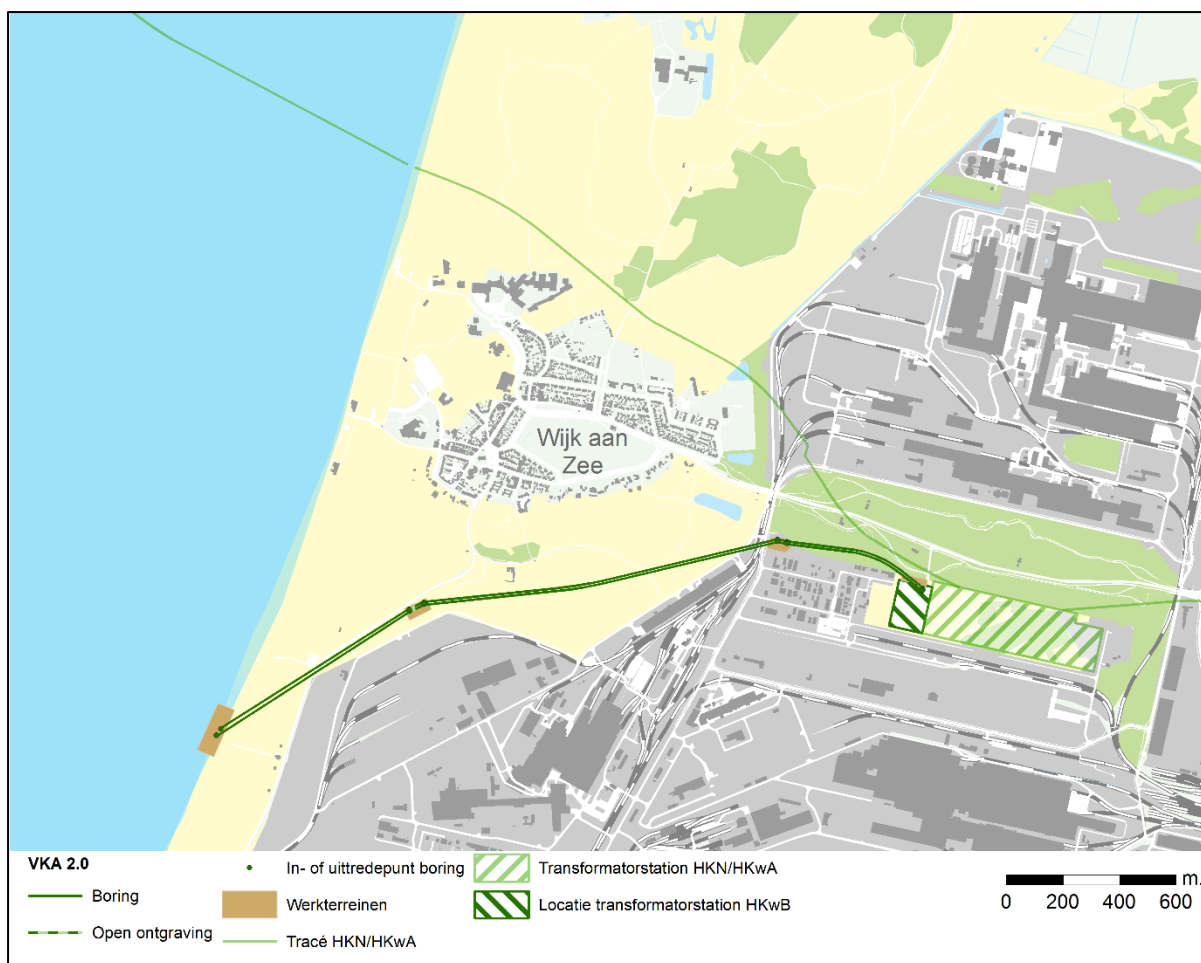 Wijk aan
Zee
VKA 2.0
Boring
Open ontgraving
In- of uittredepunt boring
Werkterreinen
Tracé HKN/HKwA
Transformatorstation HKN/HKwA
Locatie transformatorstation HKwB
m.
0 200 400 600